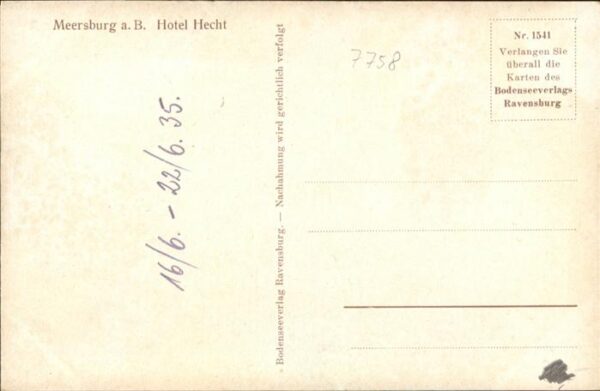 Meersburg a. B. Hotel Hecht
16/6. - 22/6. 35.
Bodenseeverlag Ravensburg. — Nachahmung wird gerichtlich verfolgt
7758
Nr. 1541
Verlangen Sie
überall die
Karten des
Bodenseeverlags
Ravensburg